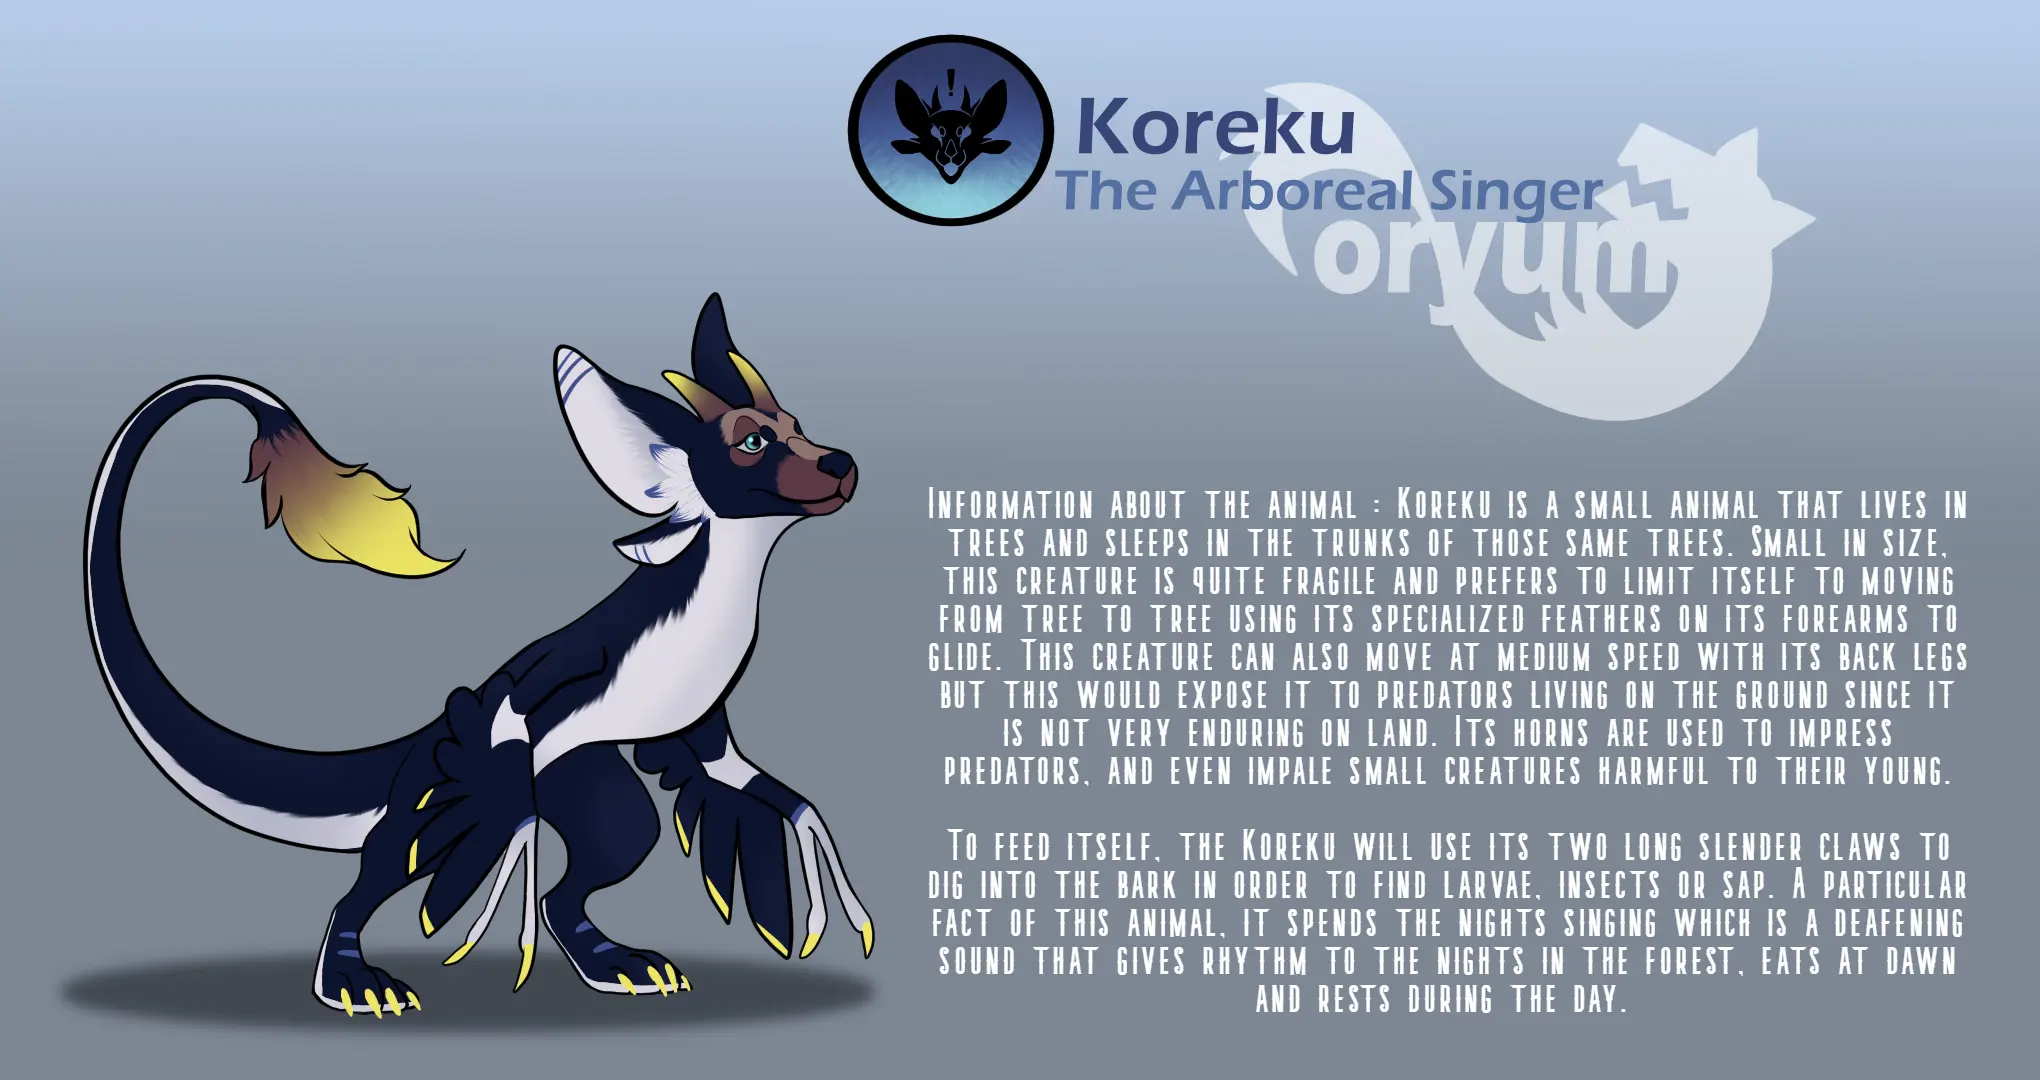 !
Koreku
The Arboreal Singer
oryum
Information about the animal : Koreku is a small animal that lives in
trees and sleeps in the trunks of those same trees. Small in size,
this creature is quite fragile and prefers to limit itself to moving
from tree to tree using its specialized feathers on its forearms to
glide. This creature can also move at medium speed with its back legs
but this would expose it to predators living on the ground since it
is not very enduring on land. Its horns are used to impress
predators, and even impale small creatures harmful to their young.
To feed itself, the Koreku will use its two long slender claws to
dig into the bark in order to find larvae, insects or sap. A particular
fact of this animal, it spends the nights singing which is a deafening
sound that gives rhythm to the nights in the forest, eats at dawn
and rests during the day.